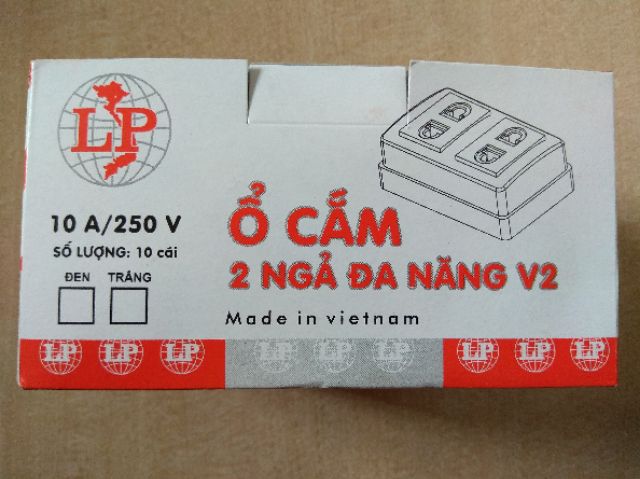 LP
10 A/250 V
SỐ LƯỢNG: 10 cái
ĐEN TRẮNG
Ổ CẮM
2 NGẢ ĐA NĂNG V2
Made in vietnam
LP LP LP LP LP LP LP LP LP